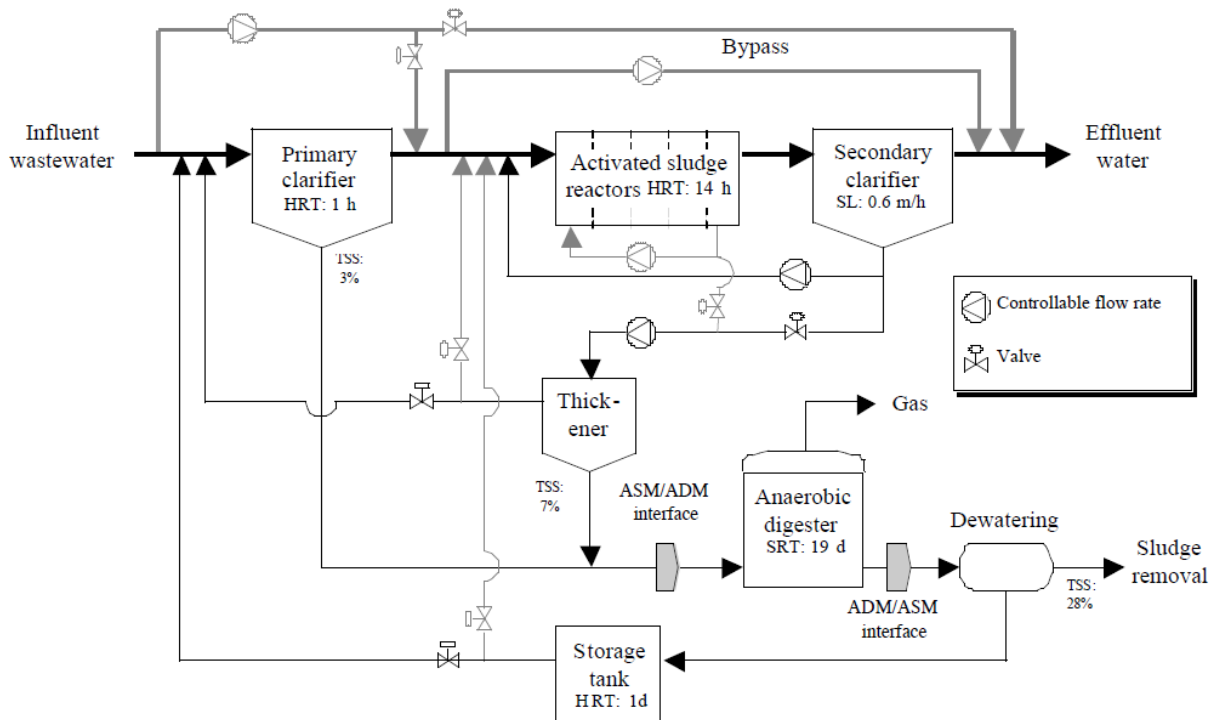 Bypass
Influent
wastewater
Primary
clarifier
HRT: 1 h
Activated sludge
reactors HRT: 14 h
Secondary
clarifier
SL: 0.6 m/h
Effluent
water
TSS:
3%
Controllable flow rate
Valve
Thick-
ener
Gas
TSS:
7%
ASM/ADM
interface
Anaerobic
digester
SRT: 19 d
Dewatering
Sludge
removal
TSS:
28%
ADM/ASM
interface
Storage
tank
HRT: 1d